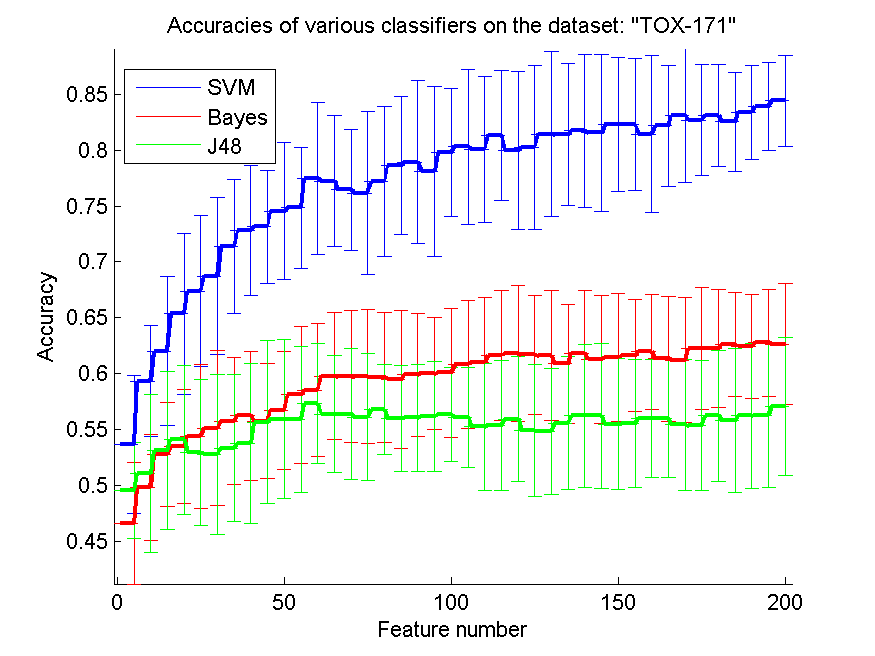 Accuracies of various classifiers on the dataset: "TOX-171"
SVM
Bayes
J48
0.85
0.8
0.75
0.7
0.65
0.6
0.55
0.5
0.45
Accuracy
0 50 100 150 200
Feature number